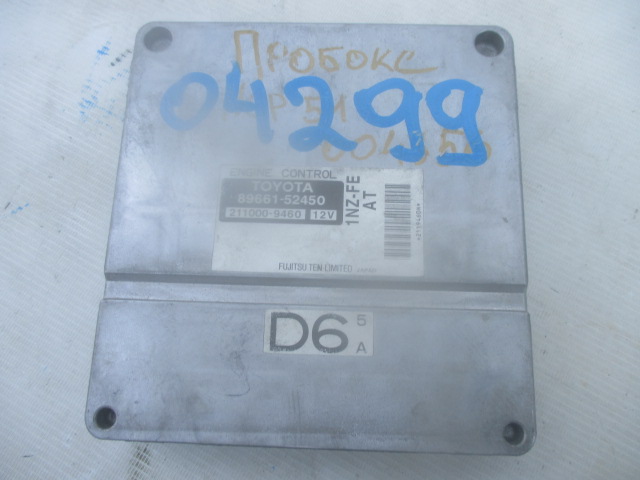 ПРОБОКС
04299
ENGINE CONTROL
TOYOTA
89661-52450
211000-9460 12V
1NZ-FE
AT
FUJITSU TEN LIMITED
D6
5
A